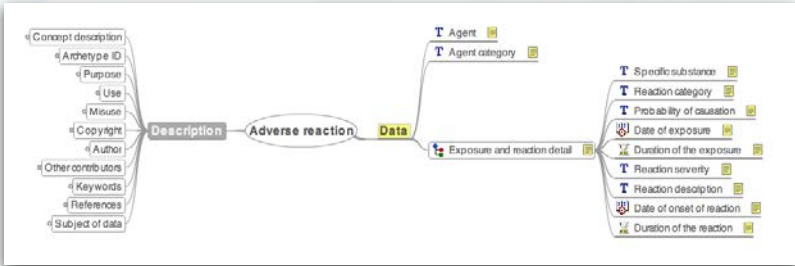 Concept description
Archetype ID
Purpose
Use
Misuse
Copyright
Author
Other contributors
Keywords
References
Subject of data
Description
Adverse reaction
Data
T Agent
T Agent category
Exposure and reaction detail
T Specific substance
T Reaction category
T Probability of causation
Date of exposure
Duration of the exposure
T Reaction severity
T Reaction description
Date of onset of reaction
Duration of the reaction